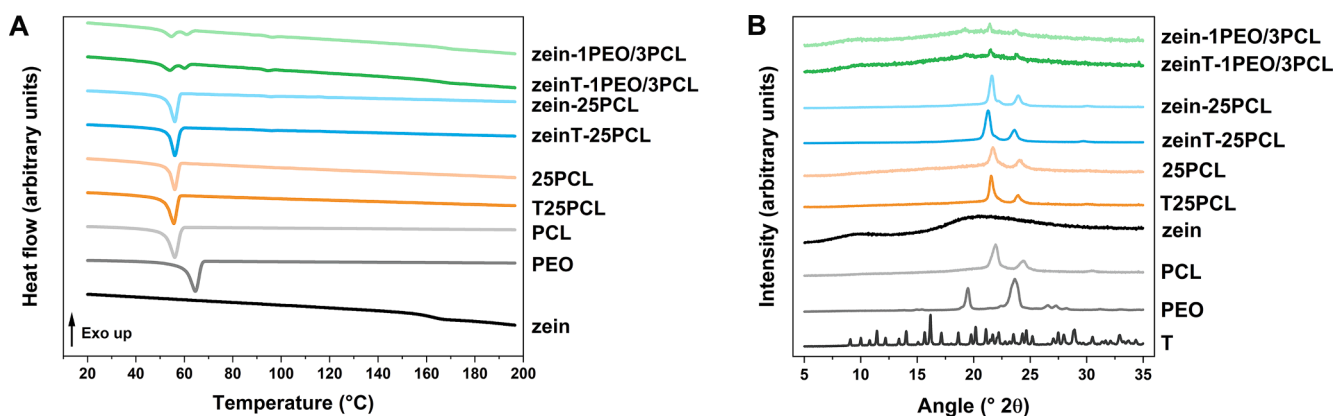 A
Heat flow (arbitrary units)
zein-1PEO/3PCL
zeinT-1PEO/3PCL
zein-25PCL
zeinT-25PCL
25PCL
T25PCL
PCL
PEO
zein
Exo up
20 40 60 80 100 120 140 160 180 200
Temperature (°C)
B
Intensity (arbitrary units)
zein-1PEO/3PCL
zeinT-1PEO/3PCL
zein-25PCL
zeinT-25PCL
25PCL
T25PCL
zein
PCL
PEO
T
5 10 15 20 25 30 35
Angle (° 2θ)